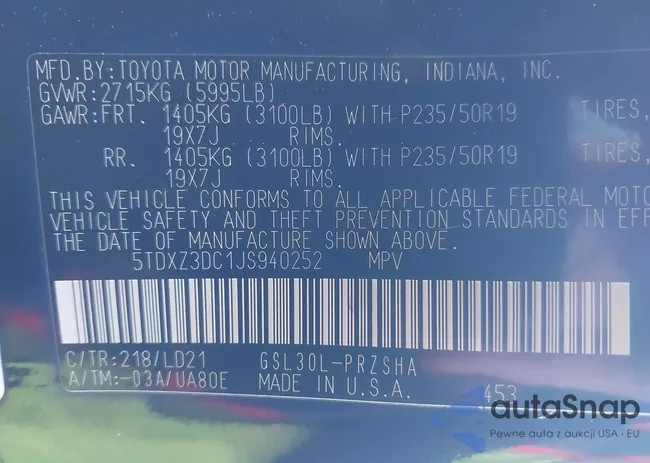 MFD.BY:TOYOTA MOTOR MANUFACTURING, INDIANA, INC.
GVWR:2715KG (5995LB)
GAWR:FRT. 1405KG (3100LB) WITH P235/50R19 TIRES,
19X7J RIMS.
RR. 1405KG (3100LB) WITH P235/50R19 TIRES,
19X7J RIMS.
THIS VEHICLE CONFORMS TO ALL APPLICABLE FEDERAL MOTO
VEHICLE SAFETY AND THEFT PREVENTION STANDARDS IN EFF
THE DATE OF MANUFACTURE SHOWN ABOVE.
5TDXZ3DC1JS940252 MPV
C/TR:218/LD21 GSL30L-PRZSHA
A/TM:-03A/UA80E MADE IN U.S.A. 453
autaSnap
Pewne auta z aukcji USA · EU